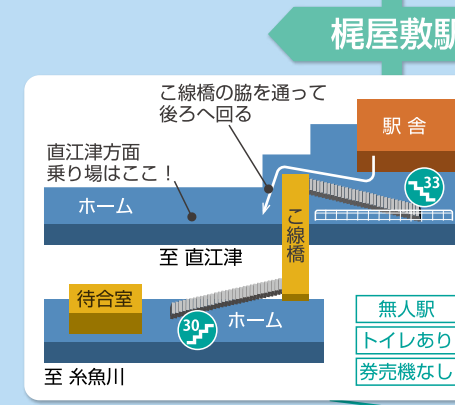 梶屋敷駅
こ線橋の脇を通って
後ろへ回る
駅舎
直江津方面
乗り場はここ！
33
ホーム
こ線橋
至 直江津
待合室
30
ホーム
無人駅
トイレあり
券売機なし
至 糸魚川